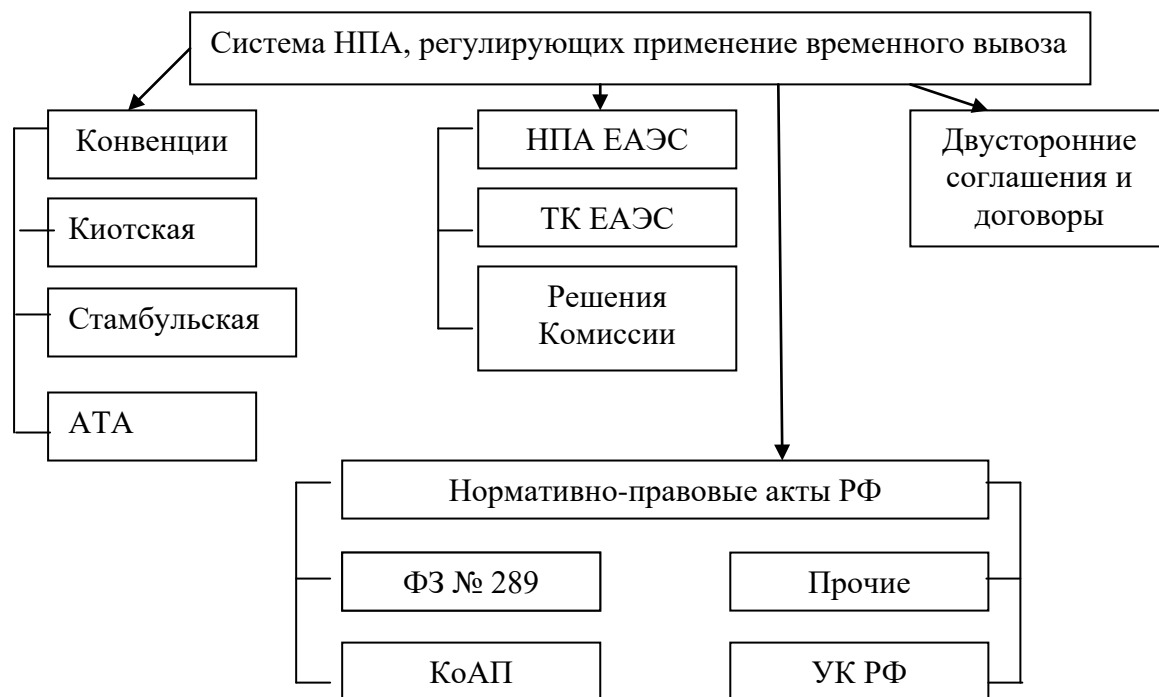 Система НПА, регулирующих применение временного вывоза
Конвенции
Киотская
Стамбульская
АТА
НПА ЕАЭС
ТК ЕАЭС
Решения
Комиссии
Двусторонние
соглашения и
договоры
Нормативно-правовые акты РФ
ФЗ № 289
Прочие
КоАП
УК РФ